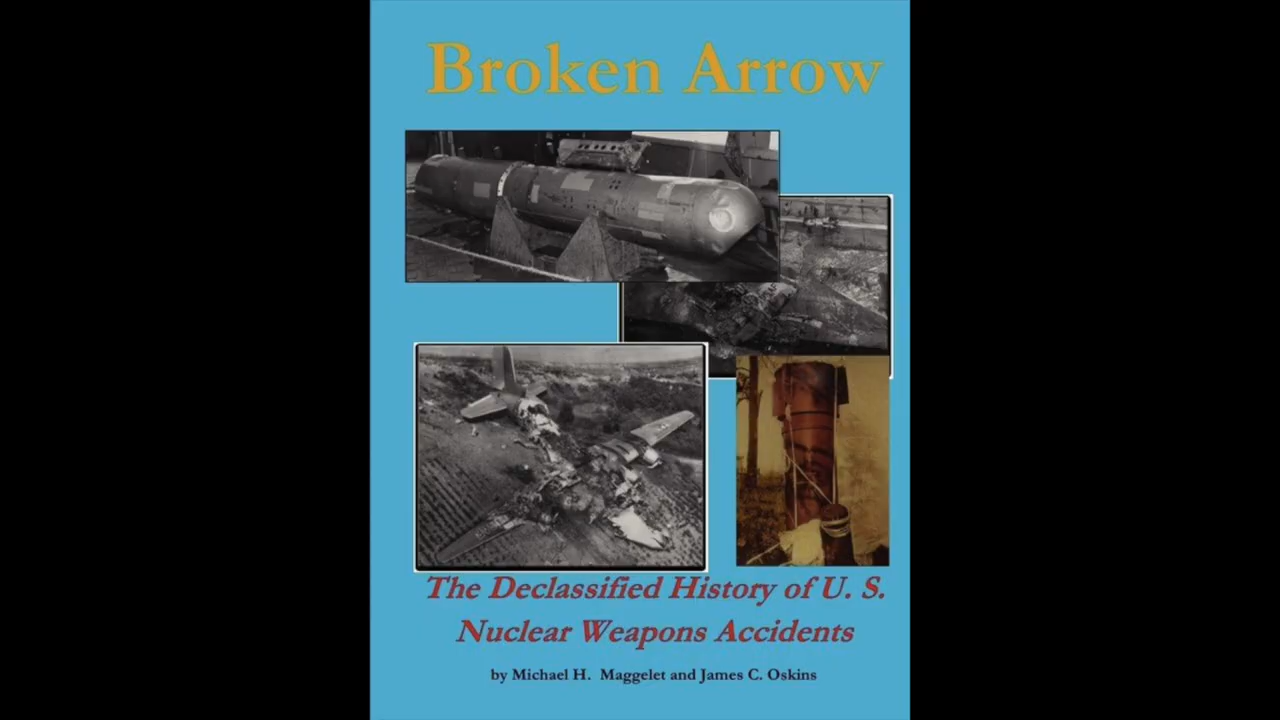 Broken Arrow
The Declassified History of U. S.
Nuclear Weapons Accidents
by Michael H. Maggelet and James C. Oskins